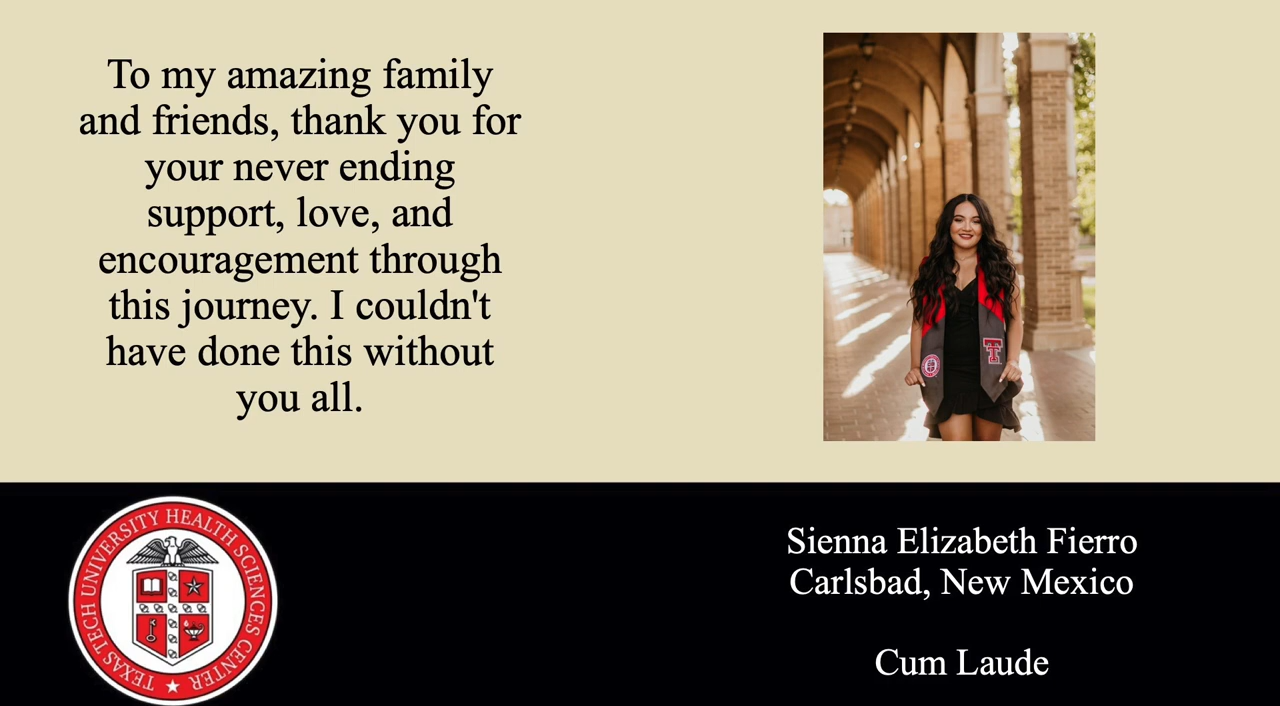 To my amazing family
and friends, thank you for
your never ending
support, love, and
encouragement through
this journey. I couldn't
have done this without
you all.
T
TEXAS TECH UNIVERSITY HEALTH SCIENCES CENTER
Sienna Elizabeth Fierro
Carlsbad, New Mexico
Cum Laude